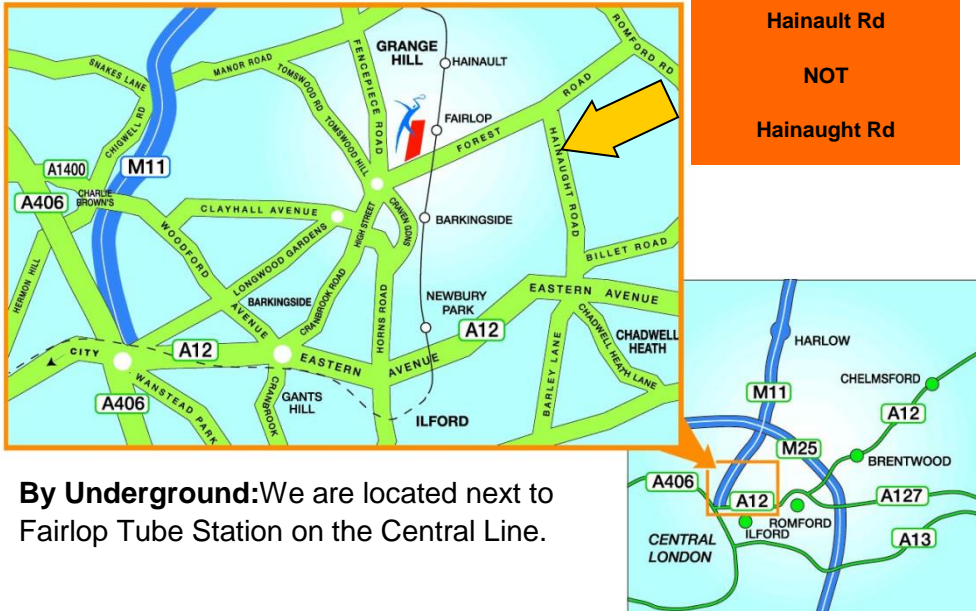 Hainault Rd
NOT
Hainaught Rd
GRANGE
HILL
HAINAULT
ROMFORD RD
SNAKES LANE
MANOR ROAD
TOMSWOOD RD
FENCEPIECE ROAD
TOMSWOOD HILL
FAIRLOP
FOREST
ROAD
HAINAUGHT ROAD
CHIGWELL RD
A1400
M11
A406
CHARLIE
BROWN'S
CLAYHALL AVENUE
WOODFORD
AVENUE
LONGWOOD GARDENS
HIGH STREET
CRAVEN GDNS
BARKINGSIDE
BILLET ROAD
HERMON HILL
BARKINGSIDE
CRANBROOK ROAD
HORNS ROAD
NEWBURY
PARK
EASTERN AVENUE
A12
CITY
A12
EASTERN
AVENUE
CHADWELL HEATH LANE
CHADWELL
HEATH
BARLEY LANE
A406
WANSTEAD PARK
CRANBROOK
GANTS
HILL
ILFORD
HARLOW
M11
CHELMSFORD
A12
M25
BRENTWOOD
A406
A12
A127
ROMFORD
ILFORD
CENTRAL
LONDON
A13
By Underground:We are located next to
Fairlop Tube Station on the Central Line.